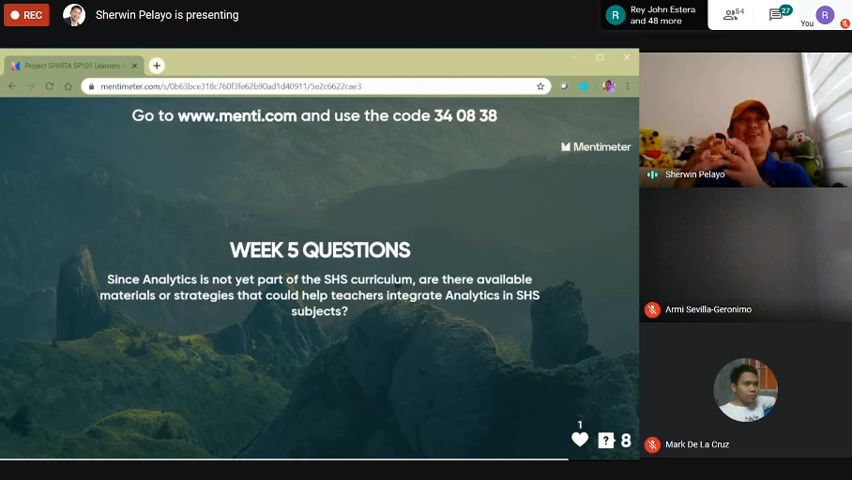 REC
Sherwin Pelayo is presenting
R
Rey John Estera
and 48 more
54
27
You
R
Project SPARTA SP101 Learners
mentimeter.com/s/0b63bce318c760f3fe62b90ad1d40911/5e2c6622cae3
Go to www.menti.com and use the code 34 08 38
Mentimeter
WEEK 5 QUESTIONS
Since Analytics is not yet part of the SHS curriculum, are there available
materials or strategies that could help teachers integrate Analytics in SHS
subjects?
1
? 8
Sherwin Pelayo
Armi Sevilla-Geronimo
Mark De La Cruz